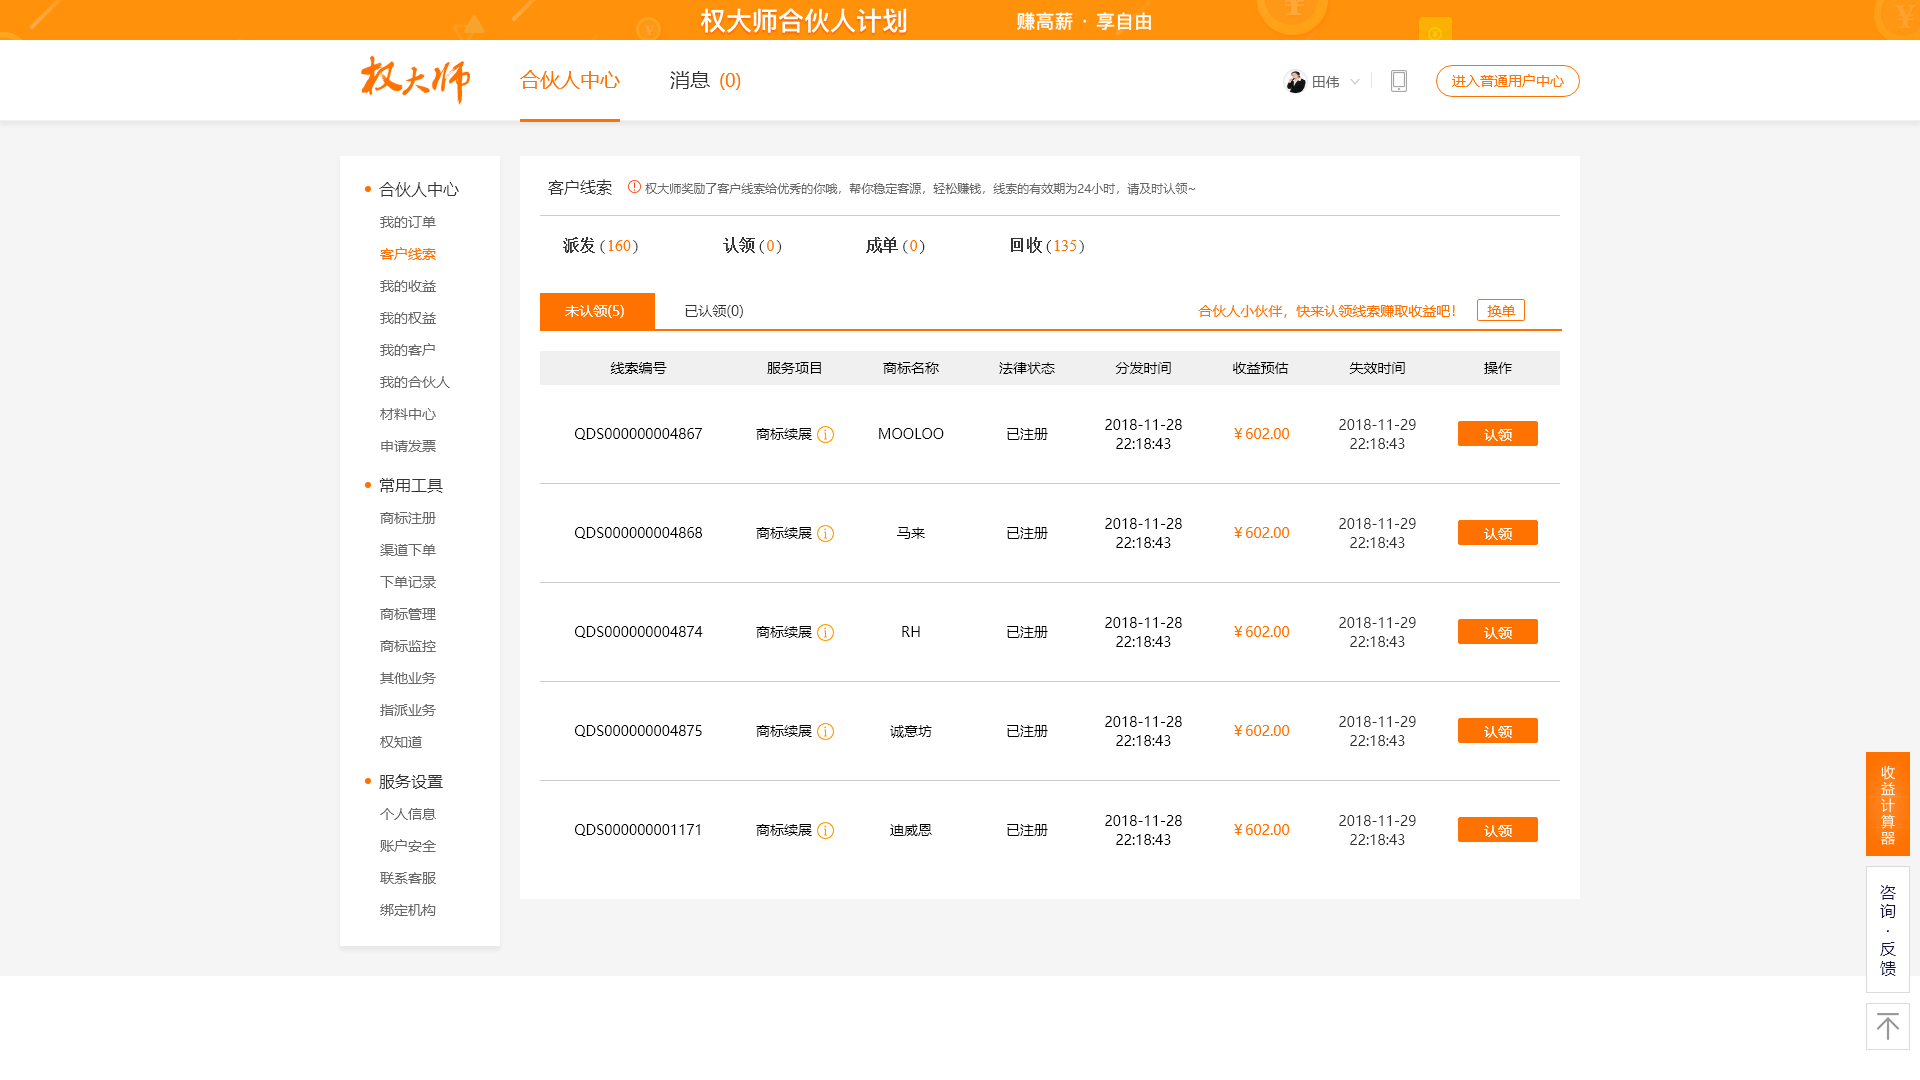 权大师合伙人计划 赚高薪 · 享自由
权大师 合伙人中心 消息 (0) 田伟 进入普通用户中心
合伙人中心
我的订单
客户线索
我的收益
我的权益
我的客户
我的合伙人
材料中心
申请发票
常用工具
商标注册
渠道下单
下单记录
商标管理
商标监控
其他业务
指派业务
权知道
服务设置
个人信息
账户安全
联系客服
绑定机构
客户线索 权大师奖励了客户线索给优秀的你哦，帮你稳定客源，轻松赚钱，线索的有效期为24小时，请及时认领~
派发 (160) 认领 (0) 成单 (0) 回收 (135)
未认领(5) 已认领(0) 合伙人小伙伴，快来认领线索赚取收益吧！ 换单
线索编号 服务项目 商标名称 法律状态 分发时间 收益预估 失效时间 操作
QDS000000004867 商标续展 MOOLOO 已注册 2018-11-28 22:18:43 ¥602.00 2018-11-29 22:18:43 认领
QDS000000004868 商标续展 马来 已注册 2018-11-28 22:18:43 ¥602.00 2018-11-29 22:18:43 认领
QDS000000004874 商标续展 RH 已注册 2018-11-28 22:18:43 ¥602.00 2018-11-29 22:18:43 认领
QDS000000004875 商标续展 诚意坊 已注册 2018-11-28 22:18:43 ¥602.00 2018-11-29 22:18:43 认领
QDS000000001171 商标续展 迪威恩 已注册 2018-11-28 22:18:43 ¥602.00 2018-11-29 22:18:43 认领
收益计算器
咨询·反馈